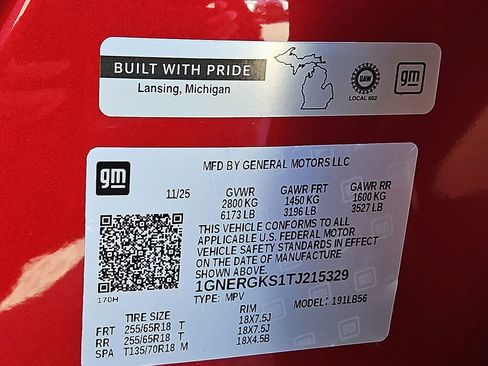 BUILT WITH PRIDE
Lansing, Michigan
UAW
LOCAL 602
gm
gm
MFD BY GENERAL MOTORS LLC
11/25 GVWR GAWR FRT GAWR RR
2800 KG 1450 KG 1600 KG
6173 LB 3196 LB 3527 LB
THIS VEHICLE CONFORMS TO ALL
APPLICABLE U.S. FEDERAL MOTOR
VEHICLE SAFETY STANDARDS IN EFFECT
ON THE DATE OF MANUFACTURE
SHOWN ABOVE.
1GNERGKS1TJ215329
170H TYPE: MPV MODEL: 191LB56
TIRE SIZE RIM
FRT 255/65R18 T 18X7.5J
RR 255/65R18 T 18X7.5J
SPA T135/70R18 M 18X4.5B